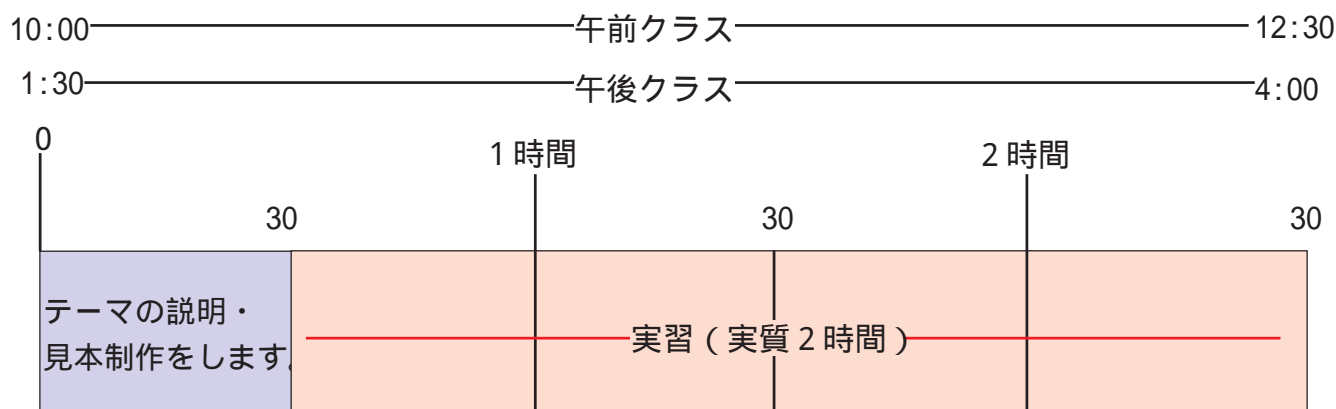 10:00 午前クラス 12:30
1:30 午後クラス 4:00
0
1時間 2時間
30 30 30
テーマの説明・
見本制作をします。
実習（実質2時間）